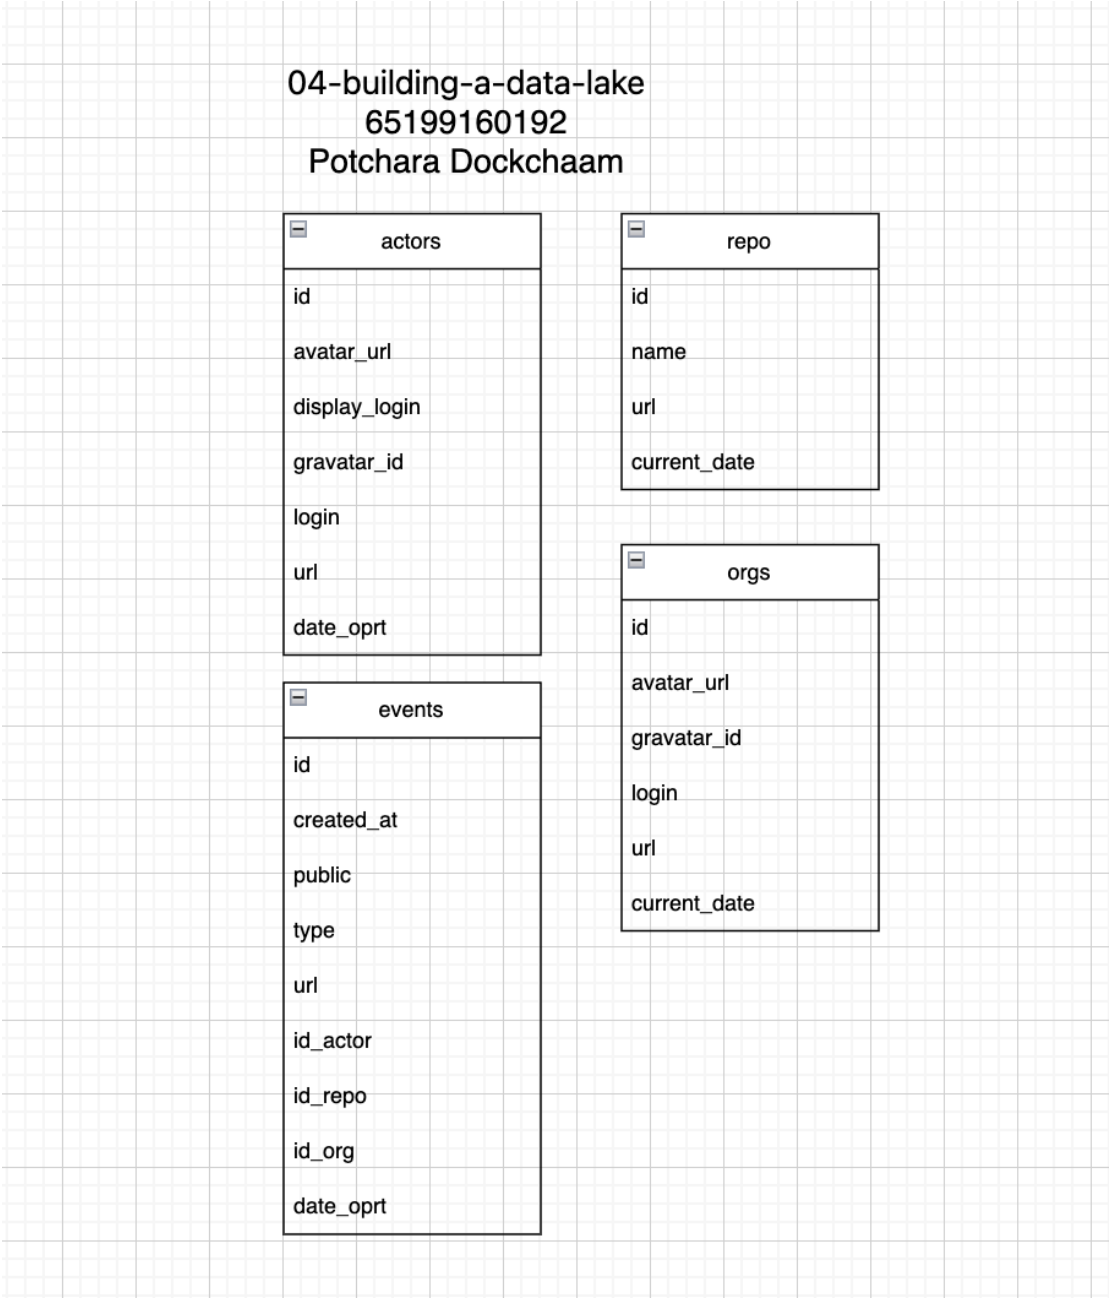 04-building-a-data-lake
65199160192
Potchara Dockchaam
actors
id
avatar_url
display_login
gravatar_id
login
url
date_oprt
events
id
created_at
public
type
url
id_actor
id_repo
id_org
date_oprt
repo
id
name
url
current_date
orgs
id
avatar_url
gravatar_id
login
url
current_date